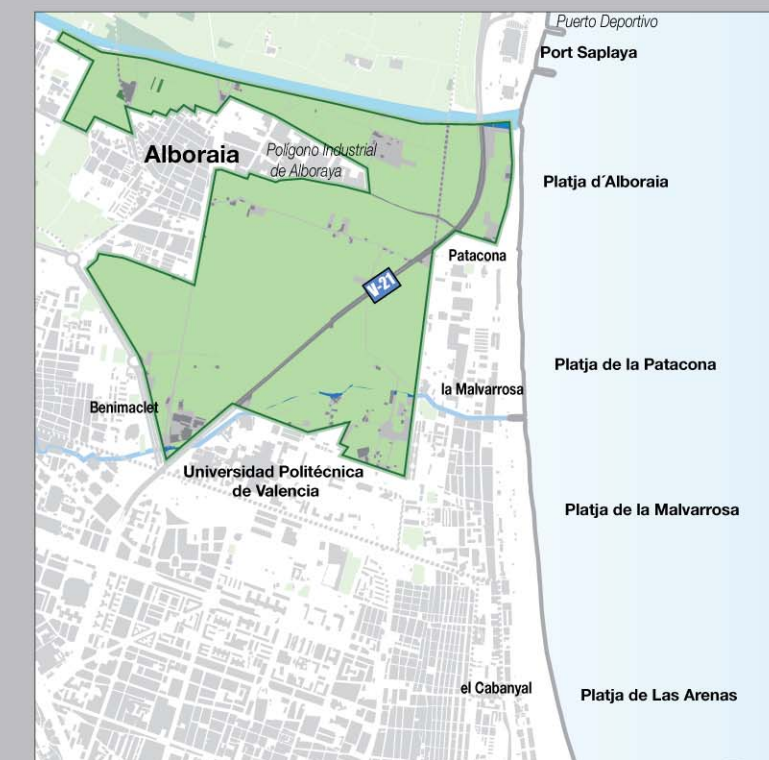 Puerto Deportivo
Port Saplaya
Alboraia
Polígono Industrial
de Alboraya
Platja d´Alboraia
Patacona
V-21
Platja de la Patacona
la Malvarrosa
Benimaclet
Universidad Politécnica
de Valencia
Platja de la Malvarrosa
el Cabanyal
Platja de Las Arenas